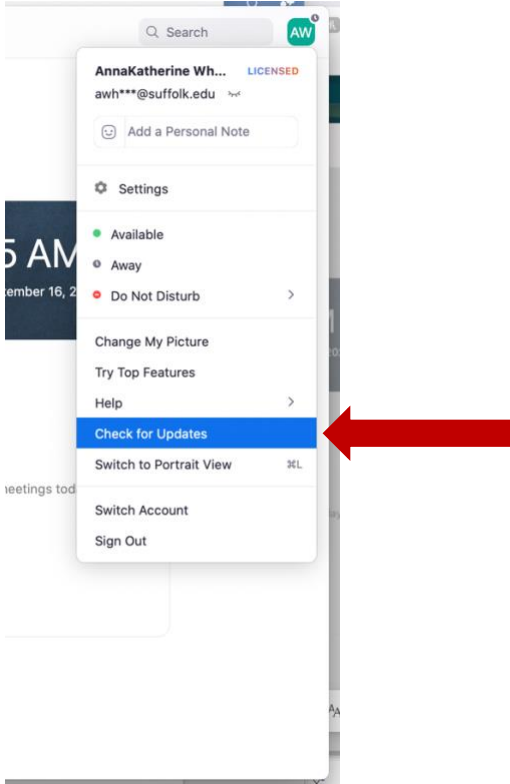 Search
AW
AnnaKatherine Wh... LICENSED
awh***@suffolk.edu
Add a Personal Note
Settings
5 AM
Available
Away
tember 16, 2
Do Not Disturb
Change My Picture
Try Top Features
Help
Check for Updates
Switch to Portrait View ⌘L
neetings tod
Switch Account
Sign Out